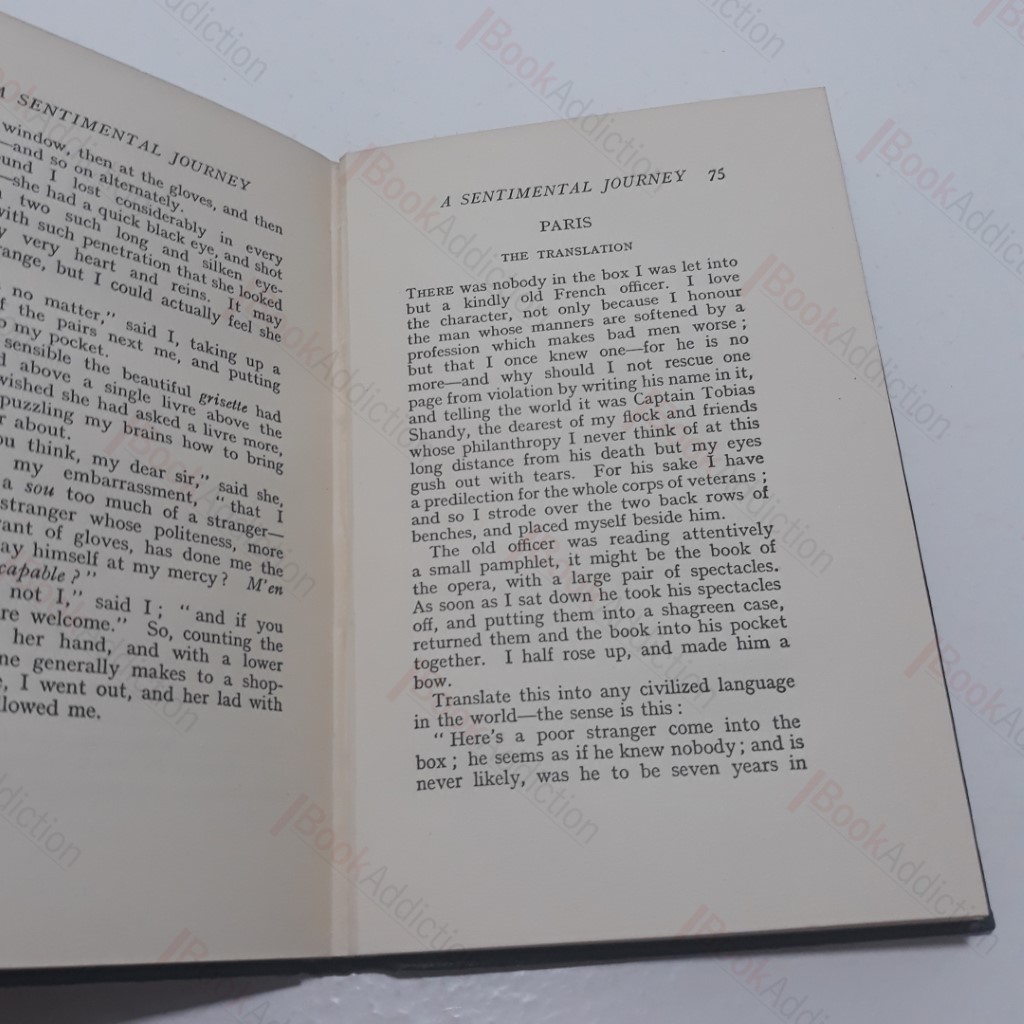 A SENTIMENTAL JOURNEY
window, then at the gloves, and then
—and so on alternately.
I lost considerably in every
—she had a quick black eye, and shot
two such long and silken eye-
with such penetration that she looked
very heart and reins. It may
but I could actually feel she
no matter," said I, taking up a
the pairs next me, and putting
my pocket.
sensible the beautiful grisette had
above a single livre above the
wished she had asked a livre more,
puzzling my brains how to bring
about.
think, my dear sir," said she,
my embarrassment, "that I
a sou too much of a stranger—
stranger whose politeness, more
of gloves, has done me the
himself at my mercy? M'en
capable?"
not I," said I; "and if you
welcome." So, counting the
her hand, and with a lower
generally makes to a shop-
I went out, and her lad with
me.
A SENTIMENTAL JOURNEY 75
PARIS
THE TRANSLATION
THERE was nobody in the box I was let into
but a kindly old French officer. I love
the character, not only because I honour
the man whose manners are softened by a
profession which makes bad men worse;
but that I once knew one—for he is no
more—and why should I not rescue one
page from violation by writing his name in it,
and telling the world it was Captain Tobias
Shandy, the dearest of my flock and friends
whose philanthropy I never think of at this
long distance from his death but my eyes
gush out with tears. For his sake I have
a predilection for the whole corps of veterans;
and so I strode over the two back rows of
benches, and placed myself beside him.
The old officer was reading attentively
a small pamphlet, it might be the book of
the opera, with a large pair of spectacles.
As soon as I sat down he took his spectacles
off, and putting them into a shagreen case,
returned them and the book into his pocket
together. I half rose up, and made him a
bow.
Translate this into any civilized language
in the world—the sense is this:
"Here's a poor stranger come into the
box; he seems as if he knew nobody; and is
never likely, was he to be seven years in
BookAddiction